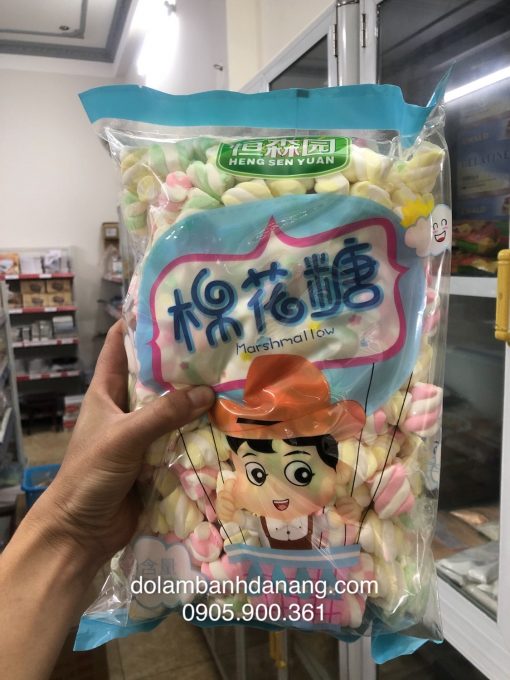 恒森园
HENG SEN YUAN
棉花糖
Marshmallow
dolambanhdanang.com
0905.900.361